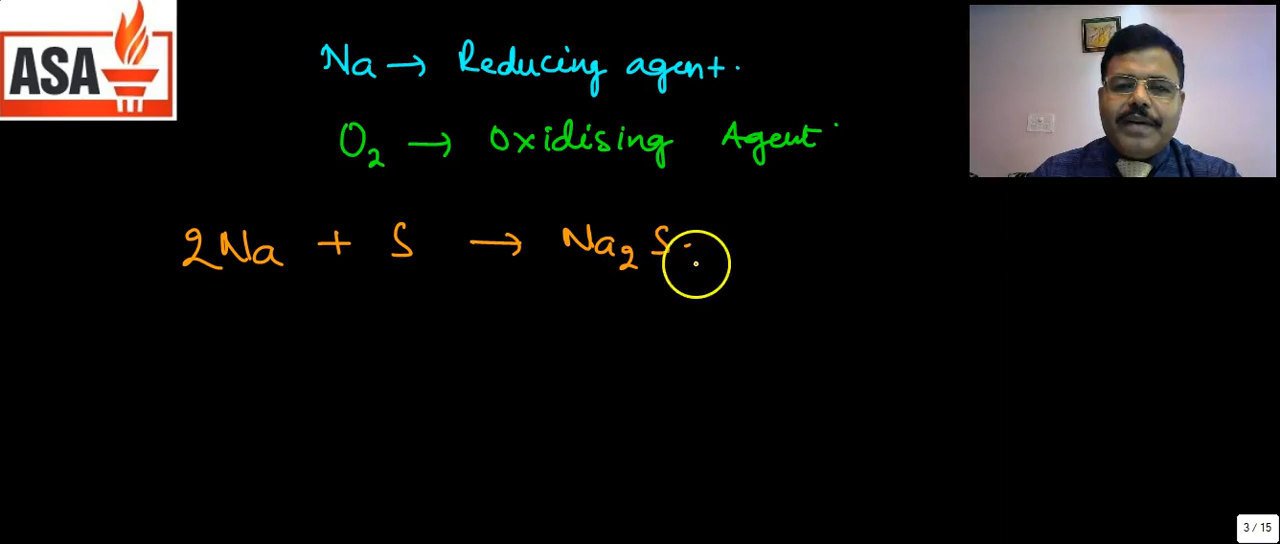 ASA
Na → Reducing agent.
O₂ → Oxidising Agent.
2Na + S → Na₂S.
3 / 15